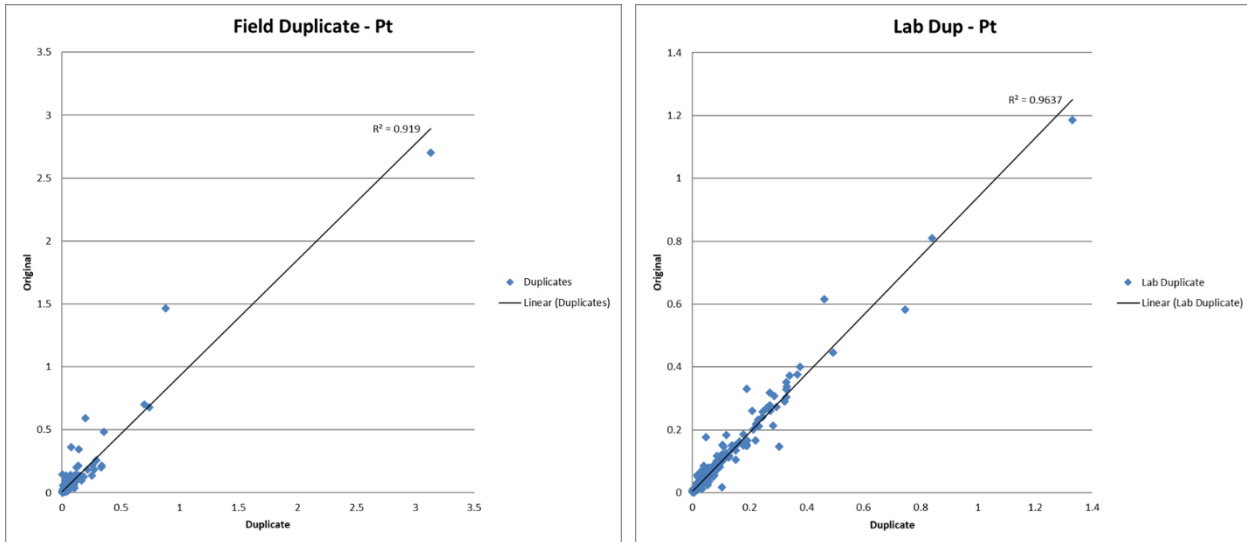 Field Duplicate - Pt
3.5
3
2.5
2
1.5
1
0.5
0
Original
R² = 0.919
0 0.5 1 1.5 2 2.5 3 3.5
Duplicate
Duplicates
Linear (Duplicates)
Lab Dup - Pt
1.4
1.2
1
0.8
0.6
0.4
0.2
0
Original
R² = 0.9637
0 0.2 0.4 0.6 0.8 1 1.2 1.4
Duplicate
Lab Duplicate
Linear (Lab Duplicate)